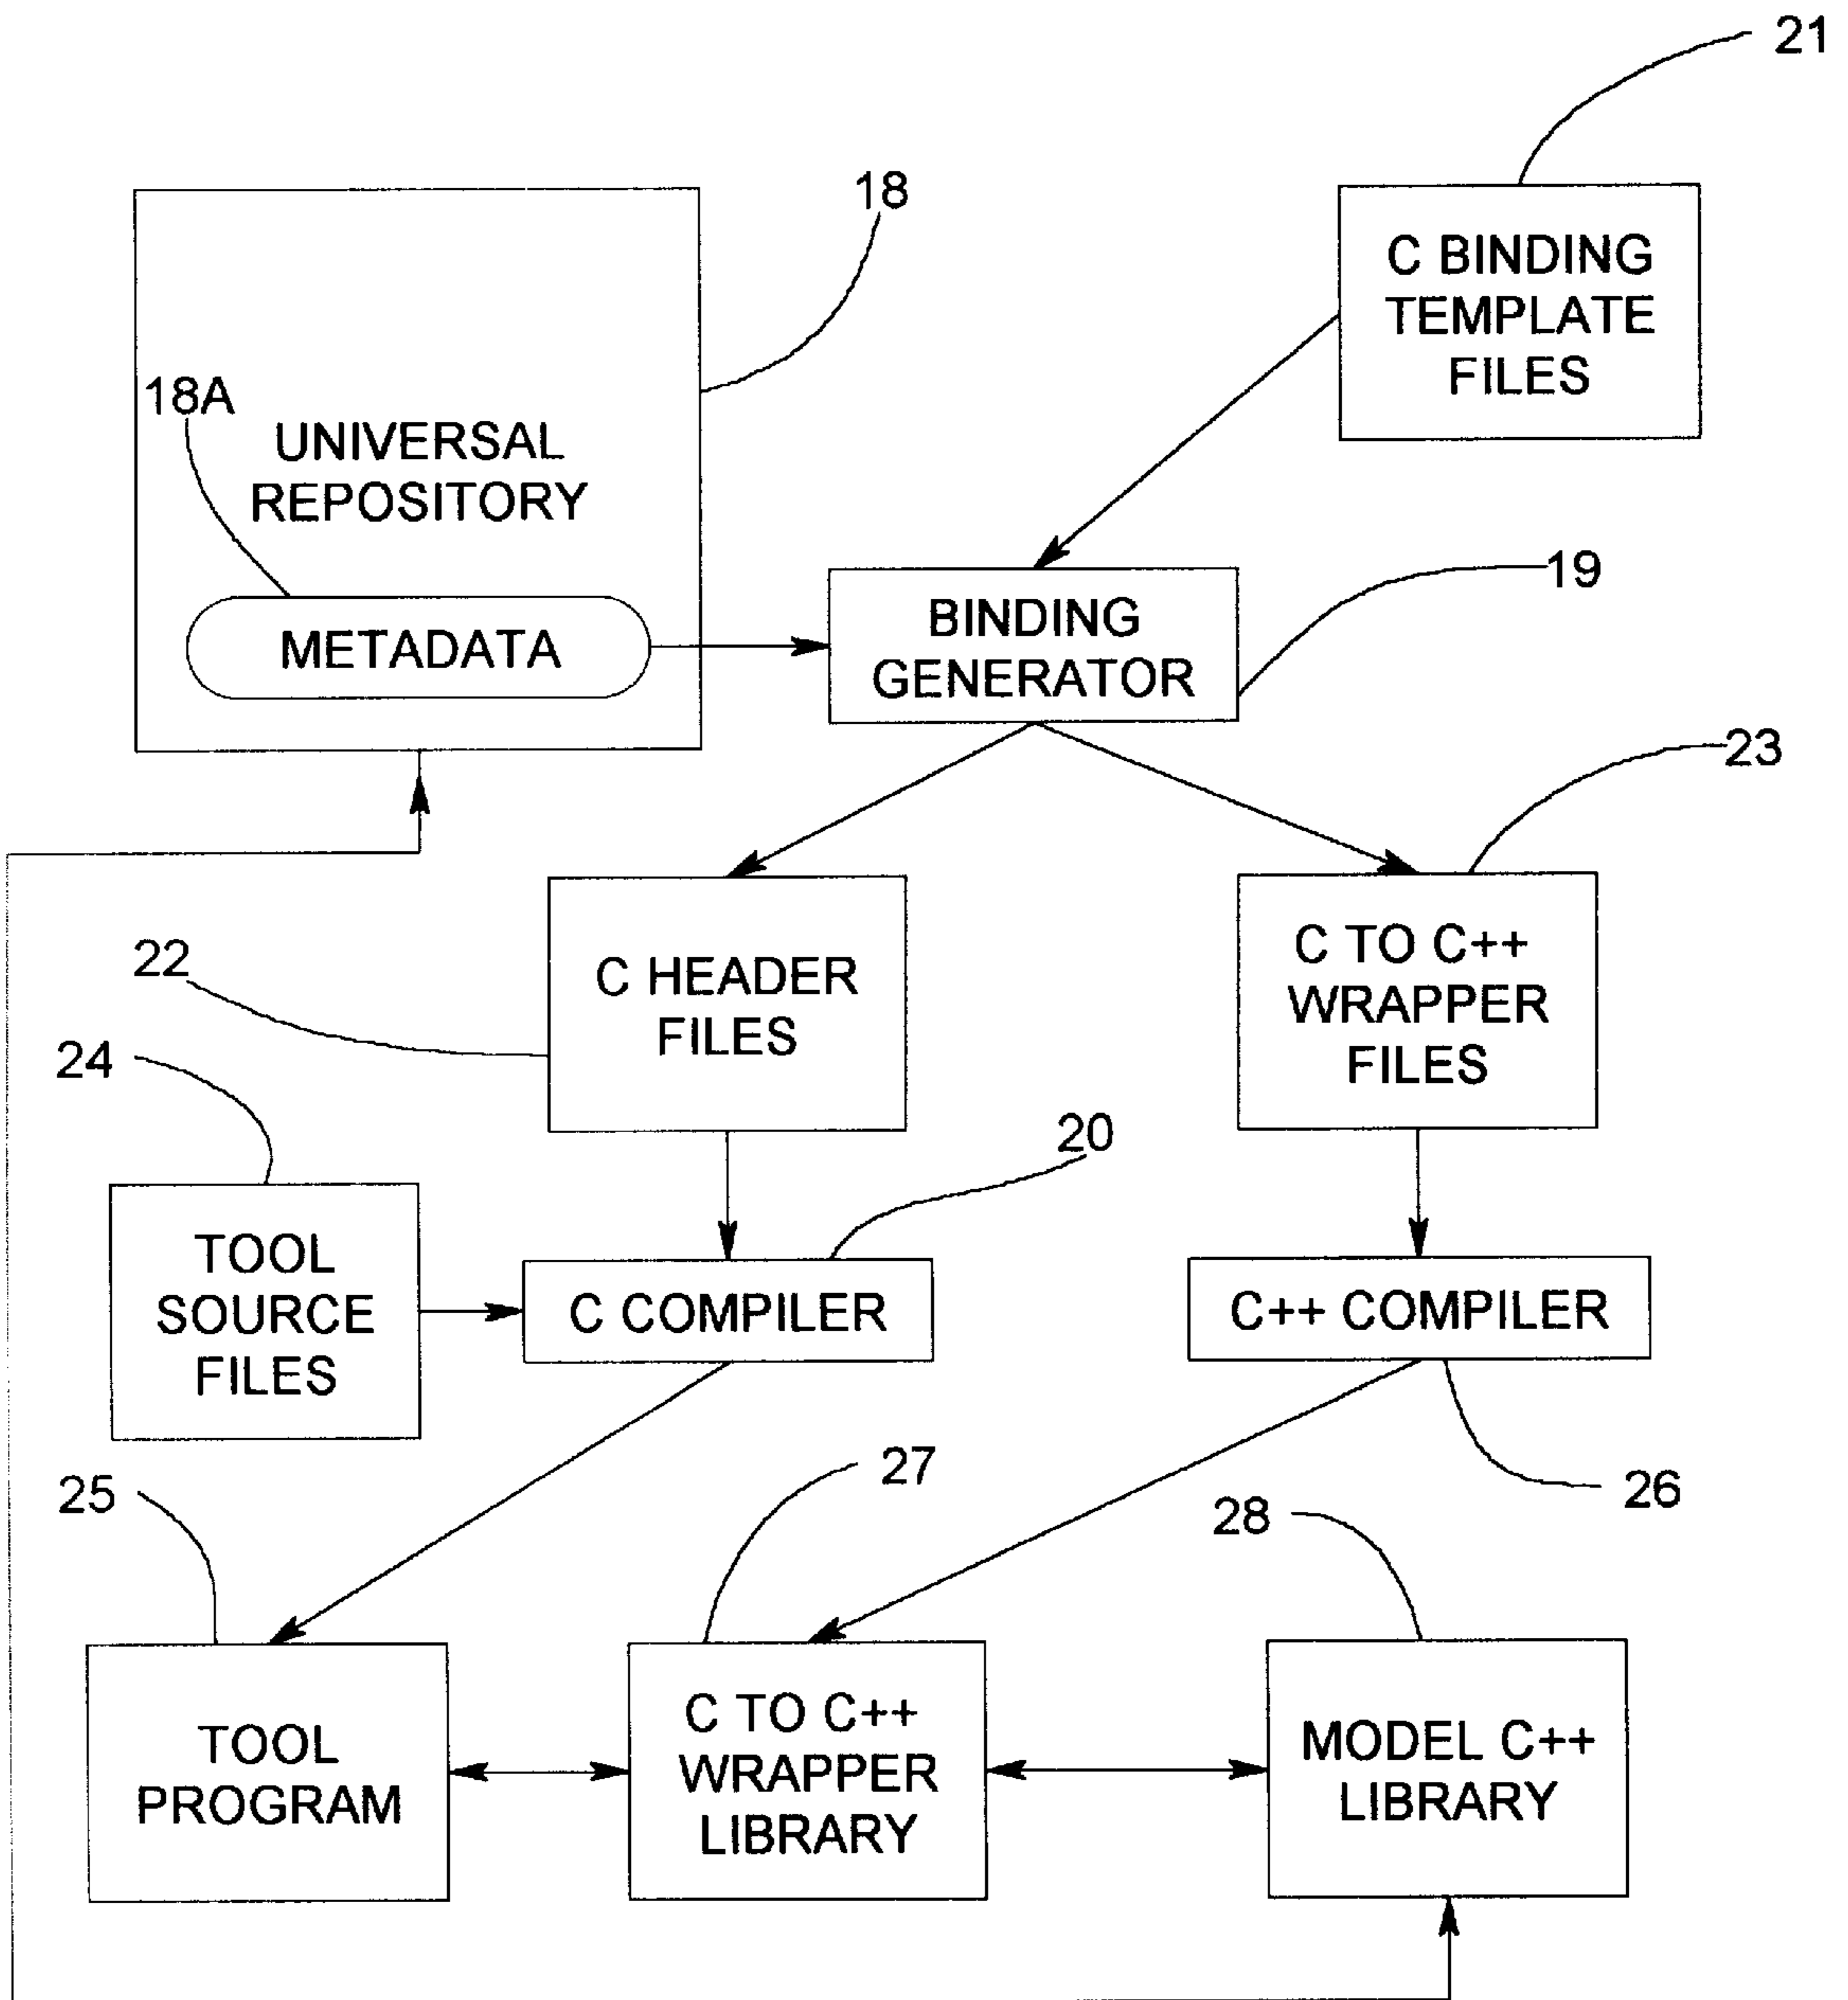 21
18
C BINDING
TEMPLATE
FILES
18A
UNIVERSAL
REPOSITORY
19
BINDING
GENERATOR
METADATA
23
22
C HEADER
FILES
C TO C++
WRAPPER
FILES
24
20
TOOL
SOURCE
FILES
C COMPILER
C++ COMPILER
25
27
26
28
TOOL
PROGRAM
C TO C++
WRAPPER
LIBRARY
MODEL C++
LIBRARY